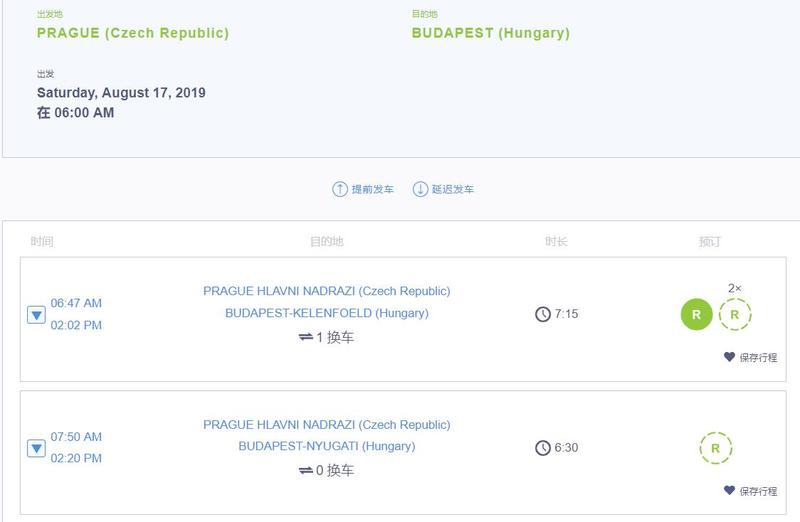 出发地
目的地
PRAGUE (Czech Republic)
BUDAPEST (Hungary)
出发
Saturday, August 17, 2019
在 06:00 AM
提前发车
延迟发车
时间
目的地
时长
预订
06:47 AM
02:02 PM
PRAGUE HLAVNI NADRAZI (Czech Republic)
BUDAPEST-KELENFOELD (Hungary)
1 换车
7:15
2×
R
R
保存行程
07:50 AM
02:20 PM
PRAGUE HLAVNI NADRAZI (Czech Republic)
BUDAPEST-NYUGATI (Hungary)
0 换车
6:30
R
保存行程